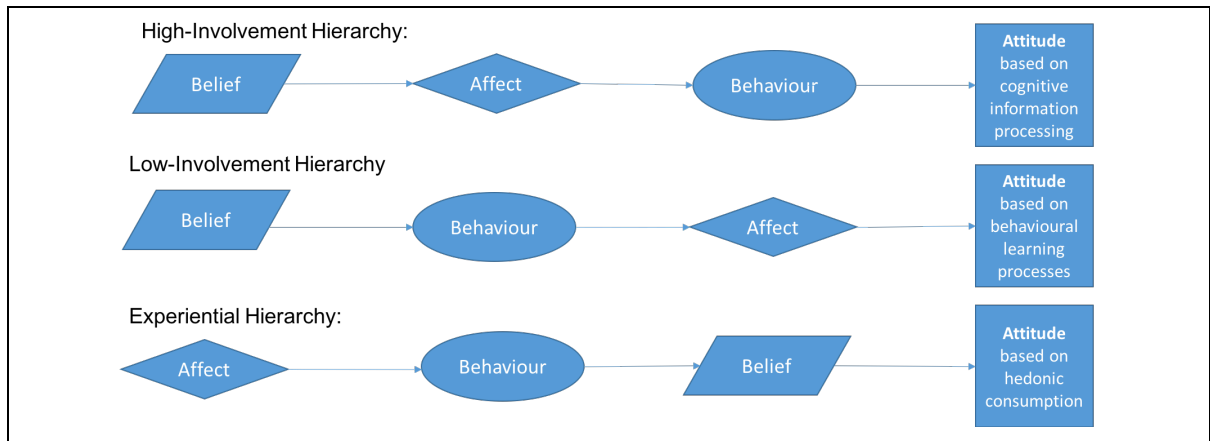 High-Involvement Hierarchy:
Belief
Affect
Behaviour
Attitude
based on
cognitive
information
processing
Low-Involvement Hierarchy
Belief
Behaviour
Affect
Attitude
based on
behavioural
learning
processes
Experiential Hierarchy:
Affect
Behaviour
Belief
Attitude
based on
hedonic
consumption